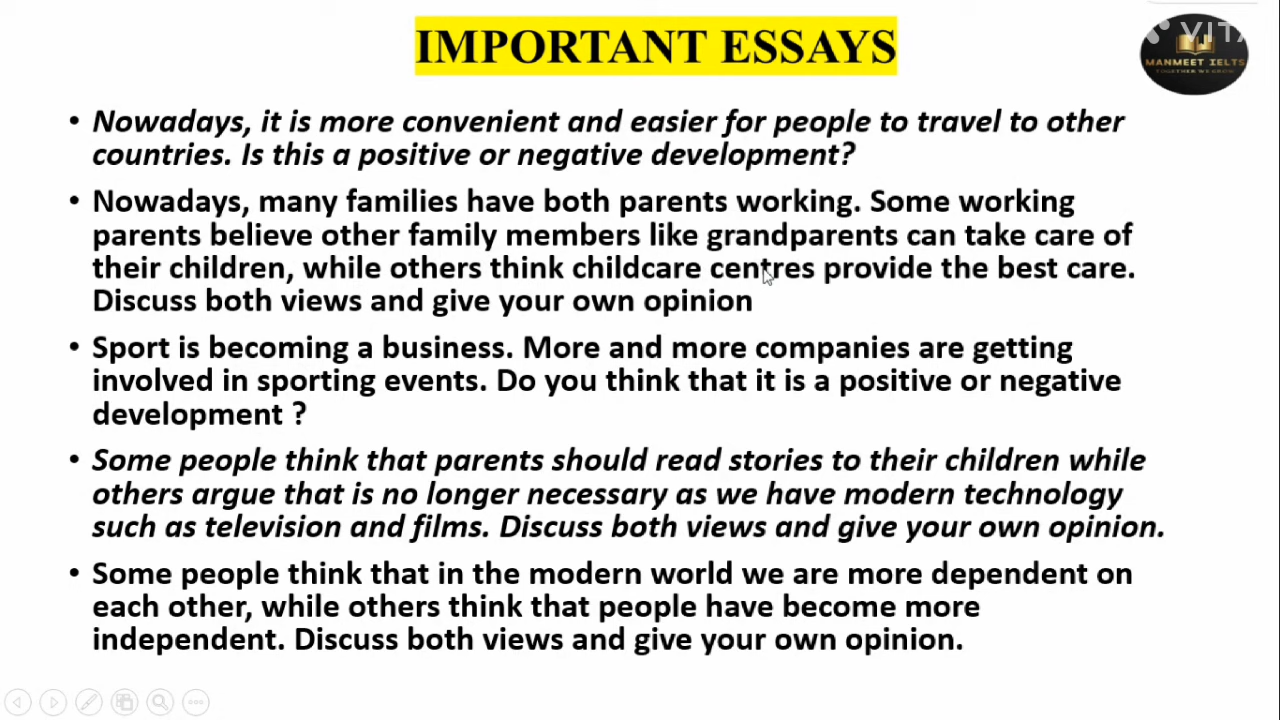 IMPORTANT ESSAYS
VITA
MANMEET IELTS
TOGETHER WE GROW
• Nowadays, it is more convenient and easier for people to travel to other
countries. Is this a positive or negative development?
• Nowadays, many families have both parents working. Some working
parents believe other family members like grandparents can take care of
their children, while others think childcare centres provide the best care.
Discuss both views and give your own opinion
• Sport is becoming a business. More and more companies are getting
involved in sporting events. Do you think that it is a positive or negative
development ?
• Some people think that parents should read stories to their children while
others argue that is no longer necessary as we have modern technology
such as television and films. Discuss both views and give your own opinion.
• Some people think that in the modern world we are more dependent on
each other, while others think that people have become more
independent. Discuss both views and give your own opinion.